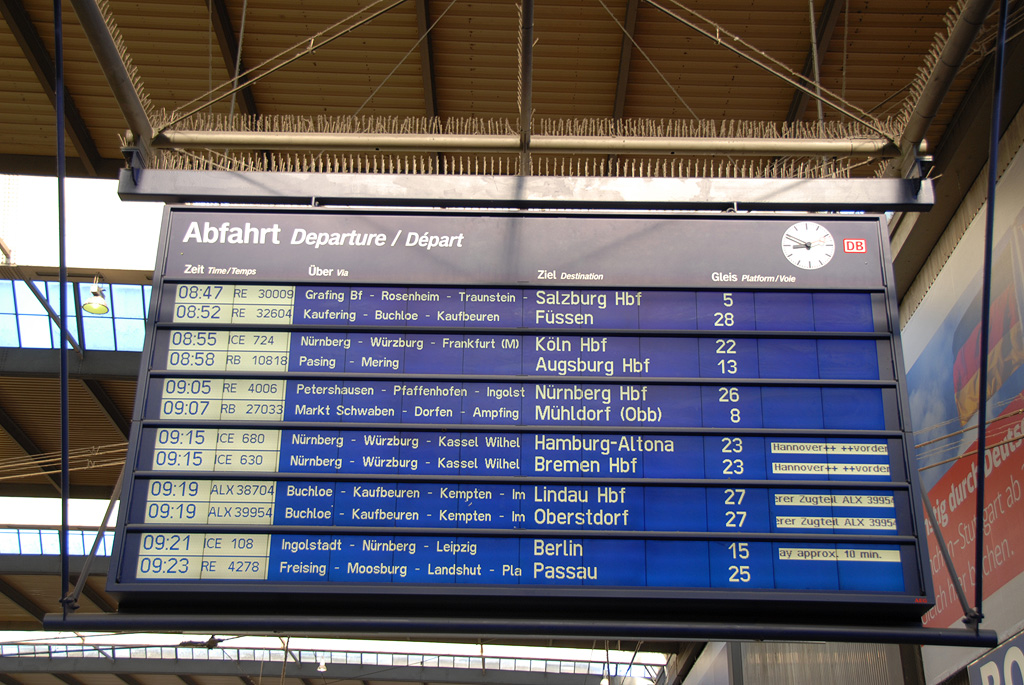 Abfahrt Departure / Départ DB
Zeit Time/Temps Über Via Ziel Destination Gleis Platform/Voie
08:47 RE 30009 Grafing Bf - Rosenheim - Traunstein - Salzburg Hbf 5
08:52 RE 32604 Kaufering - Buchloe - Kaufbeuren Füssen 28
08:55 ICE 724 Nürnberg - Würzburg - Frankfurt (M) Köln Hbf 22
08:58 RB 10818 Pasing - Mering Augsburg Hbf 13
09:05 RE 4006 Petershausen - Pfaffenhofen - Ingolst Nürnberg Hbf 26
09:07 RB 27033 Markt Schwaben - Dorfen - Ampfing Mühldorf (Obb) 8
09:15 ICE 680 Nürnberg - Würzburg - Kassel Wilhel Hamburg-Altona 23 Hannover++ ++vorder
09:15 ICE 630 Nürnberg - Würzburg - Kassel Wilhel Bremen Hbf 23 Hannover++ ++vorder
09:19 ALX 38704 Buchloe - Kaufbeuren - Kempten - Im Lindau Hbf 27 erer Zugteil ALX 3995
09:19 ALX 39954 Buchloe - Kaufbeuren - Kempten - Im Oberstdorf 27 erer Zugteil ALX 3995
09:21 ICE 108 Ingolstadt - Nürnberg - Leipzig Berlin 15 ay approx. 10 min.
09:23 RE 4278 Freising - Moosburg - Landshut - Pla Passau 25
durch Deuts
Stuttgart ab
buchen.
BO